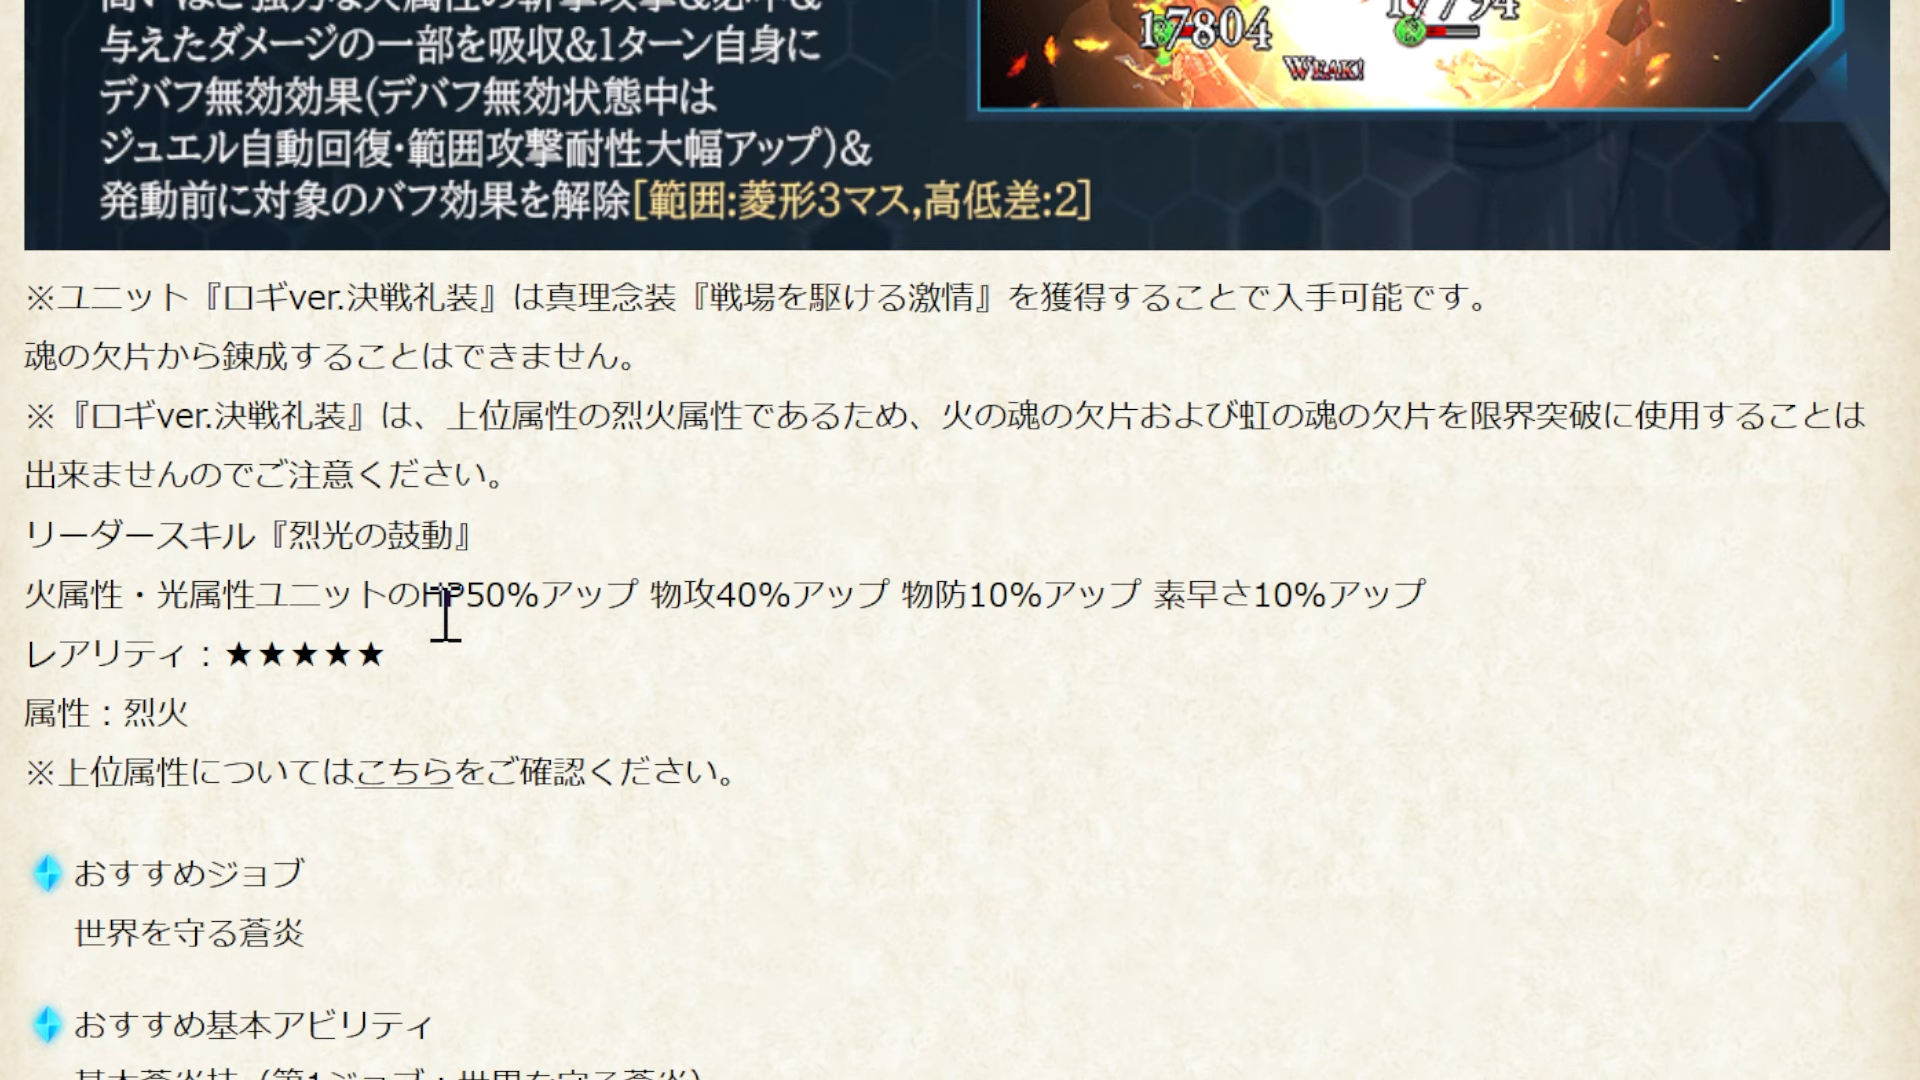 与えたダメージの一部を吸収&1ターン自身に
デバフ無効効果(デバフ無効状態中は
ジュエル自動回復・範囲攻撃耐性大幅アップ)&
発動前に対象のバフ効果を解除[範囲:菱形3マス,高低差:2]
17804
17794
WEAK!
※ユニット『ロギver.決戦礼装』は真理念装『戦場を駆ける激情』を獲得することで入手可能です。
魂の欠片から錬成することはできません。
※『ロギver.決戦礼装』は、上位属性の烈火属性であるため、火の魂の欠片および虹の魂の欠片を限界突破に使用することは
出来ませんのでご注意ください。
リーダースキル『烈光の鼓動』
火属性・光属性ユニットのHP50%アップ 物攻40%アップ 物防10%アップ 素早さ10%アップ
レアリティ：★★★★★
属性：烈火
※上位属性についてはこちらをご確認ください。
おすすめジョブ
世界を守る蒼炎
おすすめ基本アビリティ